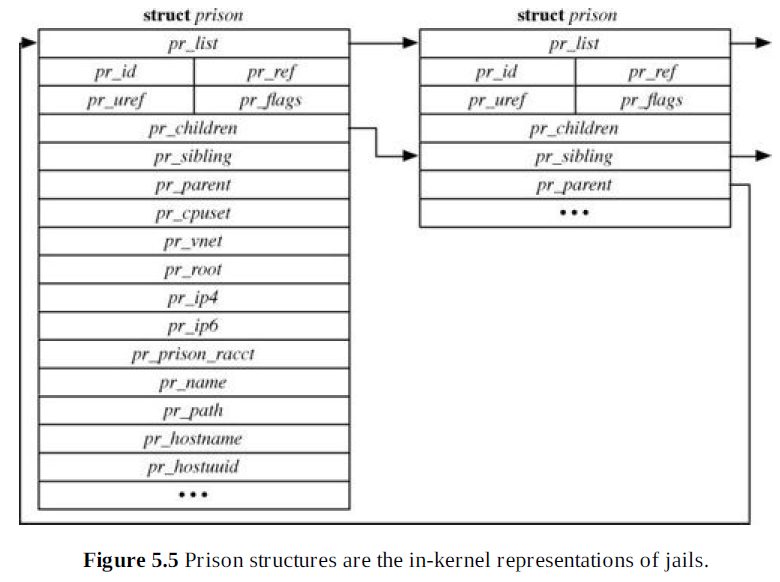 struct prison struct prison
pr_list pr_list
pr_id pr_ref pr_id pr_ref
pr_uref pr_flags pr_uref pr_flags
pr_children pr_children
pr_sibling pr_sibling
pr_parent pr_parent
pr_cpuset •••
pr_vnet
pr_root
pr_ip4
pr_ip6
pr_prison_racct
pr_name
pr_path
pr_hostname
pr_hostuuid
•••
Figure 5.5 Prison structures are the in-kernel representations of jails.